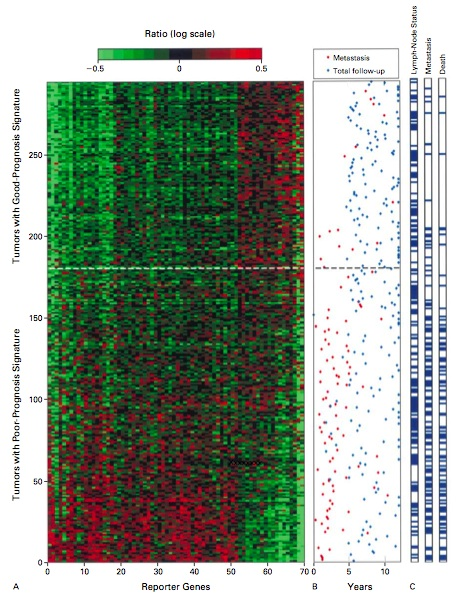 Ratio (log scale)
−0.5 0 0.5
Metastasis
Total follow-up
Lymph-Node Status
Metastasis
Death
Tumors with Good-Prognosis Signature
Tumors with Poor-Prognosis Signature
250
200
150
100
50
0
0 10 20 30 40 50 60 70
0 5 10
A Reporter Genes B Years C